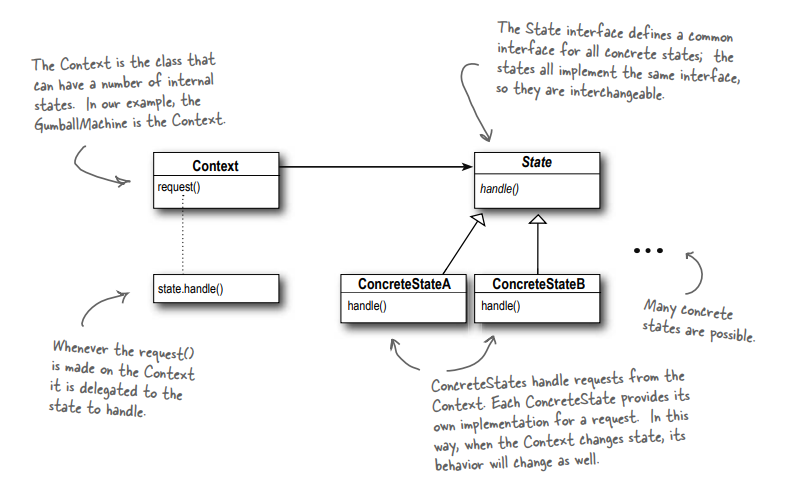 The Context is the class that
can have a number of internal
states. In our example, the
GumballMachine is the Context.
The State interface defines a common
interface for all concrete states; the
states all implement the same interface,
so they are interchangeable.
Context
request()
State
handle()
state.handle()
ConcreteStateA
handle()
ConcreteStateB
handle()
Many concrete
states are possible.
Whenever the request()
is made on the Context
it is delegated to the
state to handle.
ConcreteStates handle requests from the
Context. Each ConcreteState provides its
own implementation for a request. In this
way, when the Context changes state, its
behavior will change as well.